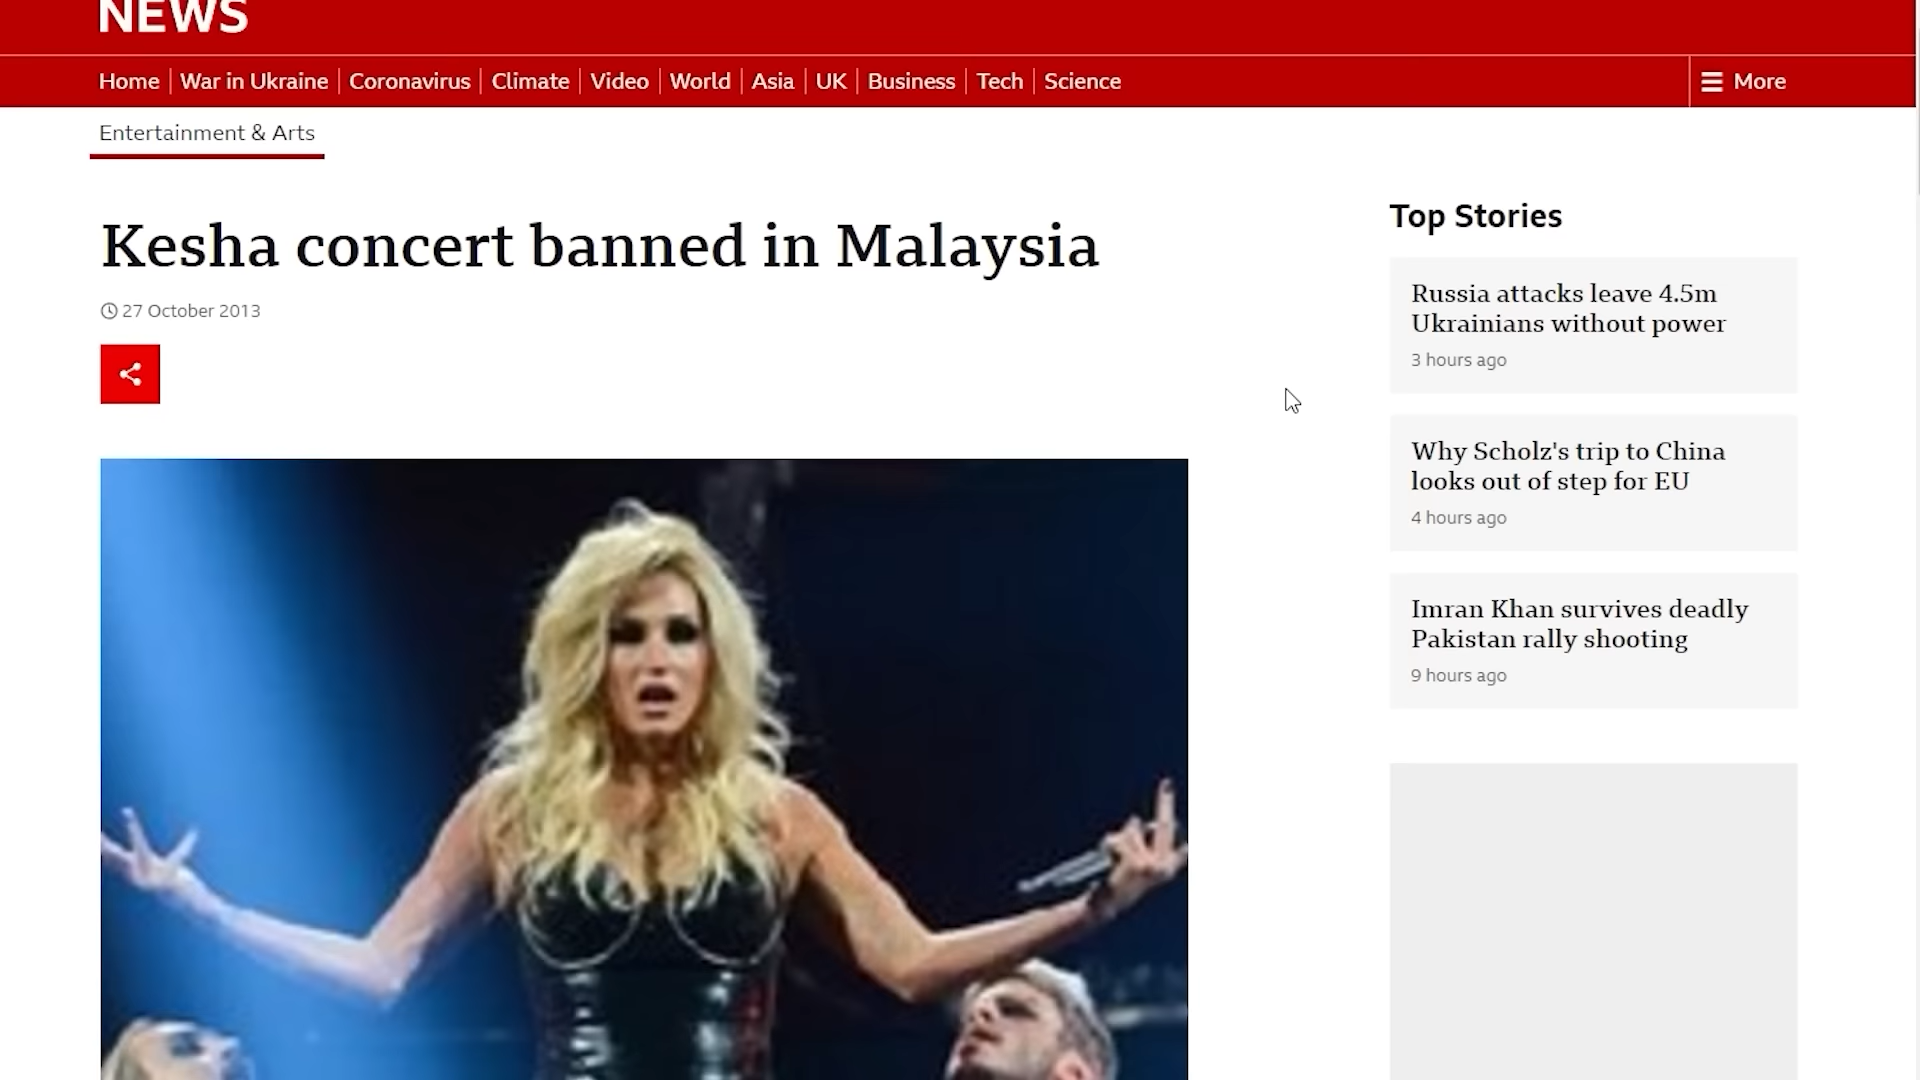 NEWS
Home
War in Ukraine
Coronavirus
Climate
Video
World
Asia
UK
Business
Tech
Science
More
Entertainment & Arts
Kesha concert banned in Malaysia
27 October 2013
Top Stories
Russia attacks leave 4.5m
Ukrainians without power
3 hours ago
Why Scholz's trip to China
looks out of step for EU
4 hours ago
Imran Khan survives deadly
Pakistan rally shooting
9 hours ago